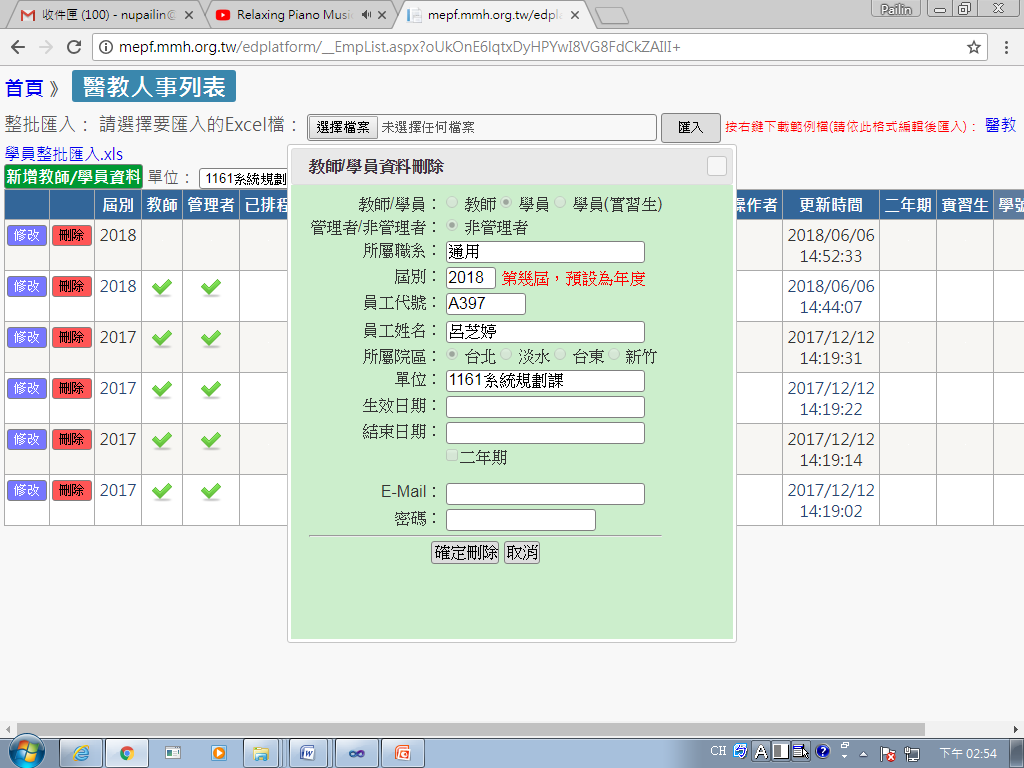 收件匣 (100) - nupailin@
Relaxing Piano Music
mepf.mmh.org.tw/edpl
Pailin
mepf.mmh.org.tw/edplatform/__EmpList.aspx?oUkOnE6IqtxDyHPYwI8VG8FdCkZAIlI+
首頁 》 醫教人事列表
整批匯入： 請選擇要匯入的Excel檔： 選擇檔案 未選擇任何檔案 匯入 按右鍵下載範例檔(請依此格式編輯後匯入)： 醫教
學員整批匯入.xls
新增教師/學員資料 單位： 1161系統規劃
屆別 教師 管理者 已排程 操作者 更新時間 二年期 實習生 學號
修改 刪除 2018 2018/06/06 14:52:33
修改 刪除 2018 2018/06/06 14:44:07
修改 刪除 2017 2017/12/12 14:19:31
修改 刪除 2017 2017/12/12 14:19:22
修改 刪除 2017 2017/12/12 14:19:14
修改 刪除 2017 2017/12/12 14:19:02
教師/學員資料刪除
教師/學員： 教師 學員 學員(實習生)
管理者/非管理者： 非管理者
所屬職系： 通用
屆別： 2018 第幾屆，預設為年度
員工代號： A397
員工姓名： 呂芝婷
所屬院區： 台北 淡水 台東 新竹
單位： 1161系統規劃課
生效日期：
結束日期：
二年期
E-Mail：
密碼：
確定刪除 取消
CH
下午 02:54